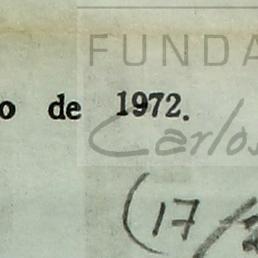 FUNDA
o de 1972.
Carlos
(17/